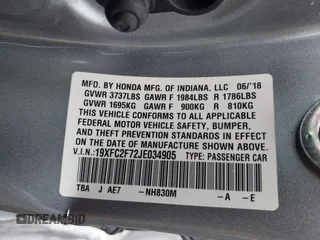 MFD. BY HONDA MFG. OF INDIANA, LLC 06/'18
GVWR 3737LBS GAWR F 1984LBS R 1786LBS
GVWR 1695KG GAWR F 900KG R 810KG
THIS VEHICLE CONFORMS TO ALL APPLICABLE
FEDERAL MOTOR VEHICLE SAFETY, BUMPER,
AND THEFT PREVENTION STANDARDS IN EFFECT
ON THE DATE OF MANUFACTURE SHOWN ABOVE.
V.I.N.: 19XFC2F72JE034905 TYPE: PASSENGER CAR
TBA J AE7 -NH830M -A -E
DREAMBID